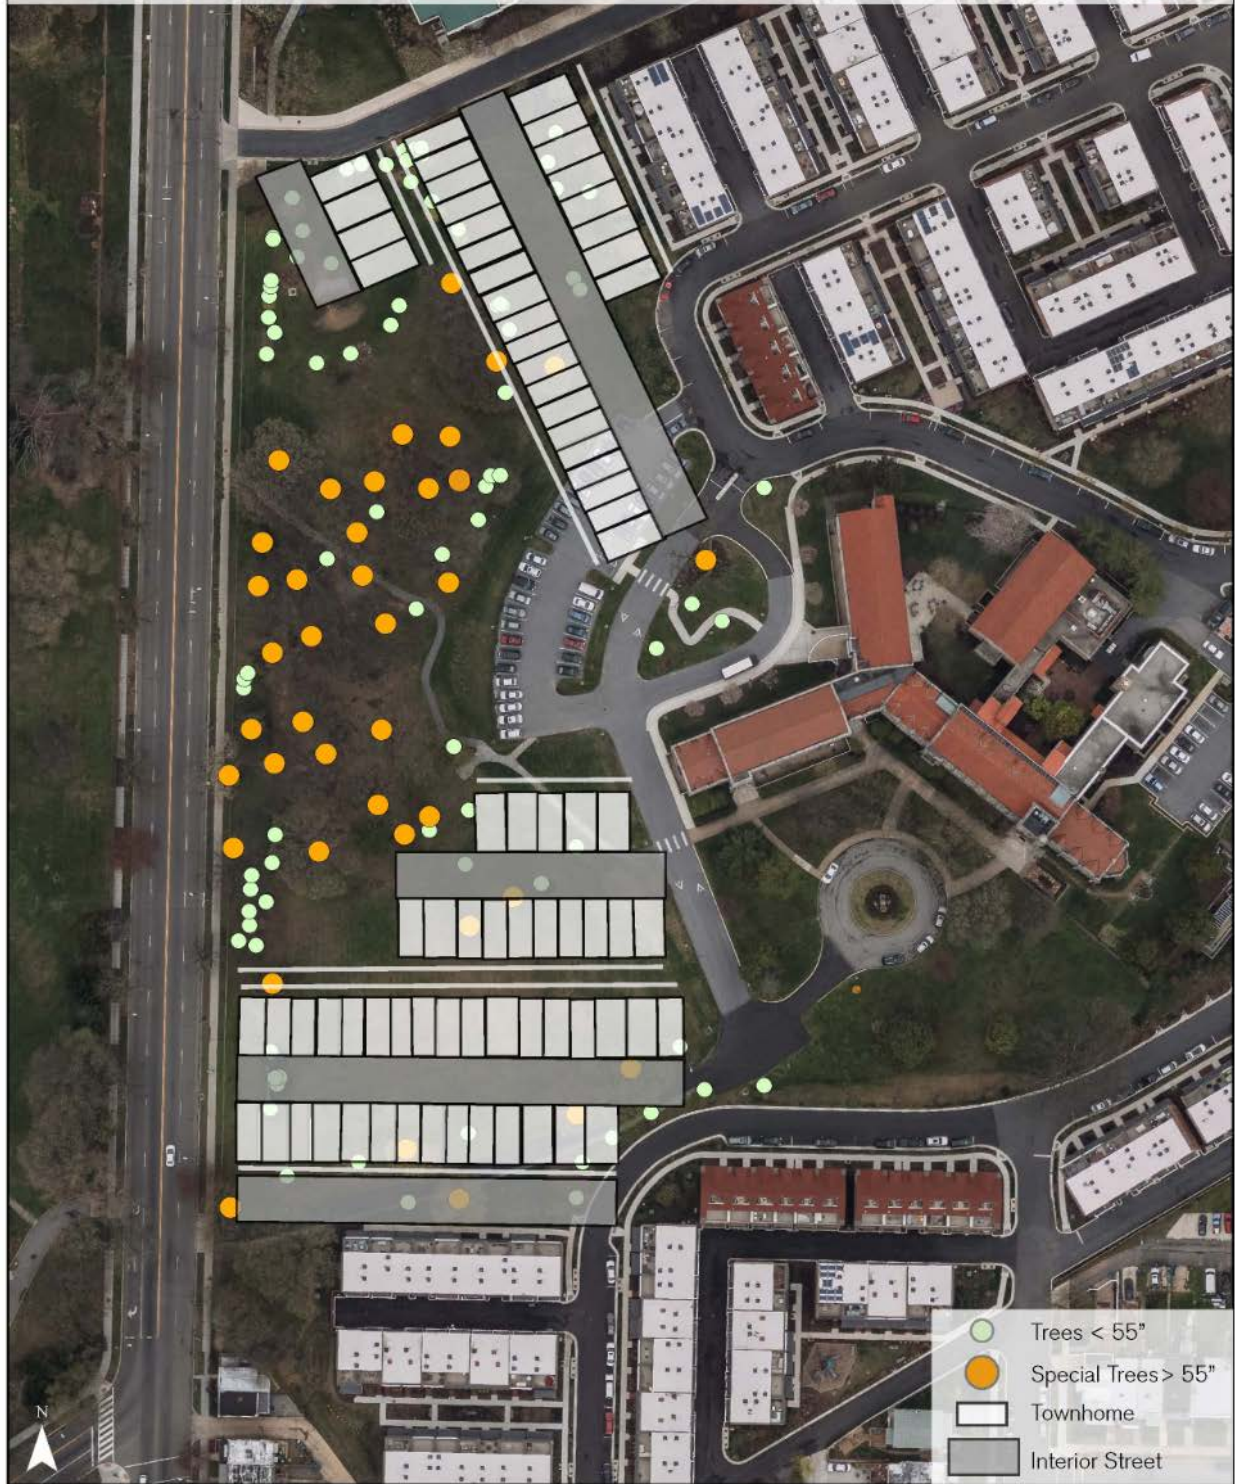 N
Trees < 55"
Special Trees> 55"
Townhome
Interior Street